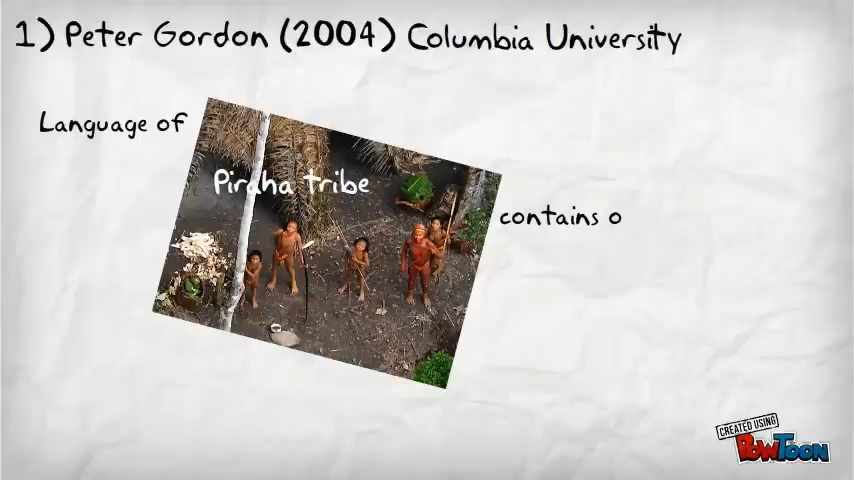 1) Peter Gordon (2004) Columbia University
Language of
Piraha tribe
contains o
CREATED USING
POWTOON